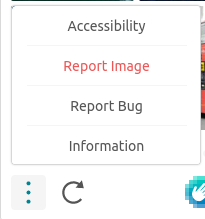 Accessibility
Report Image
Report Bug
Information